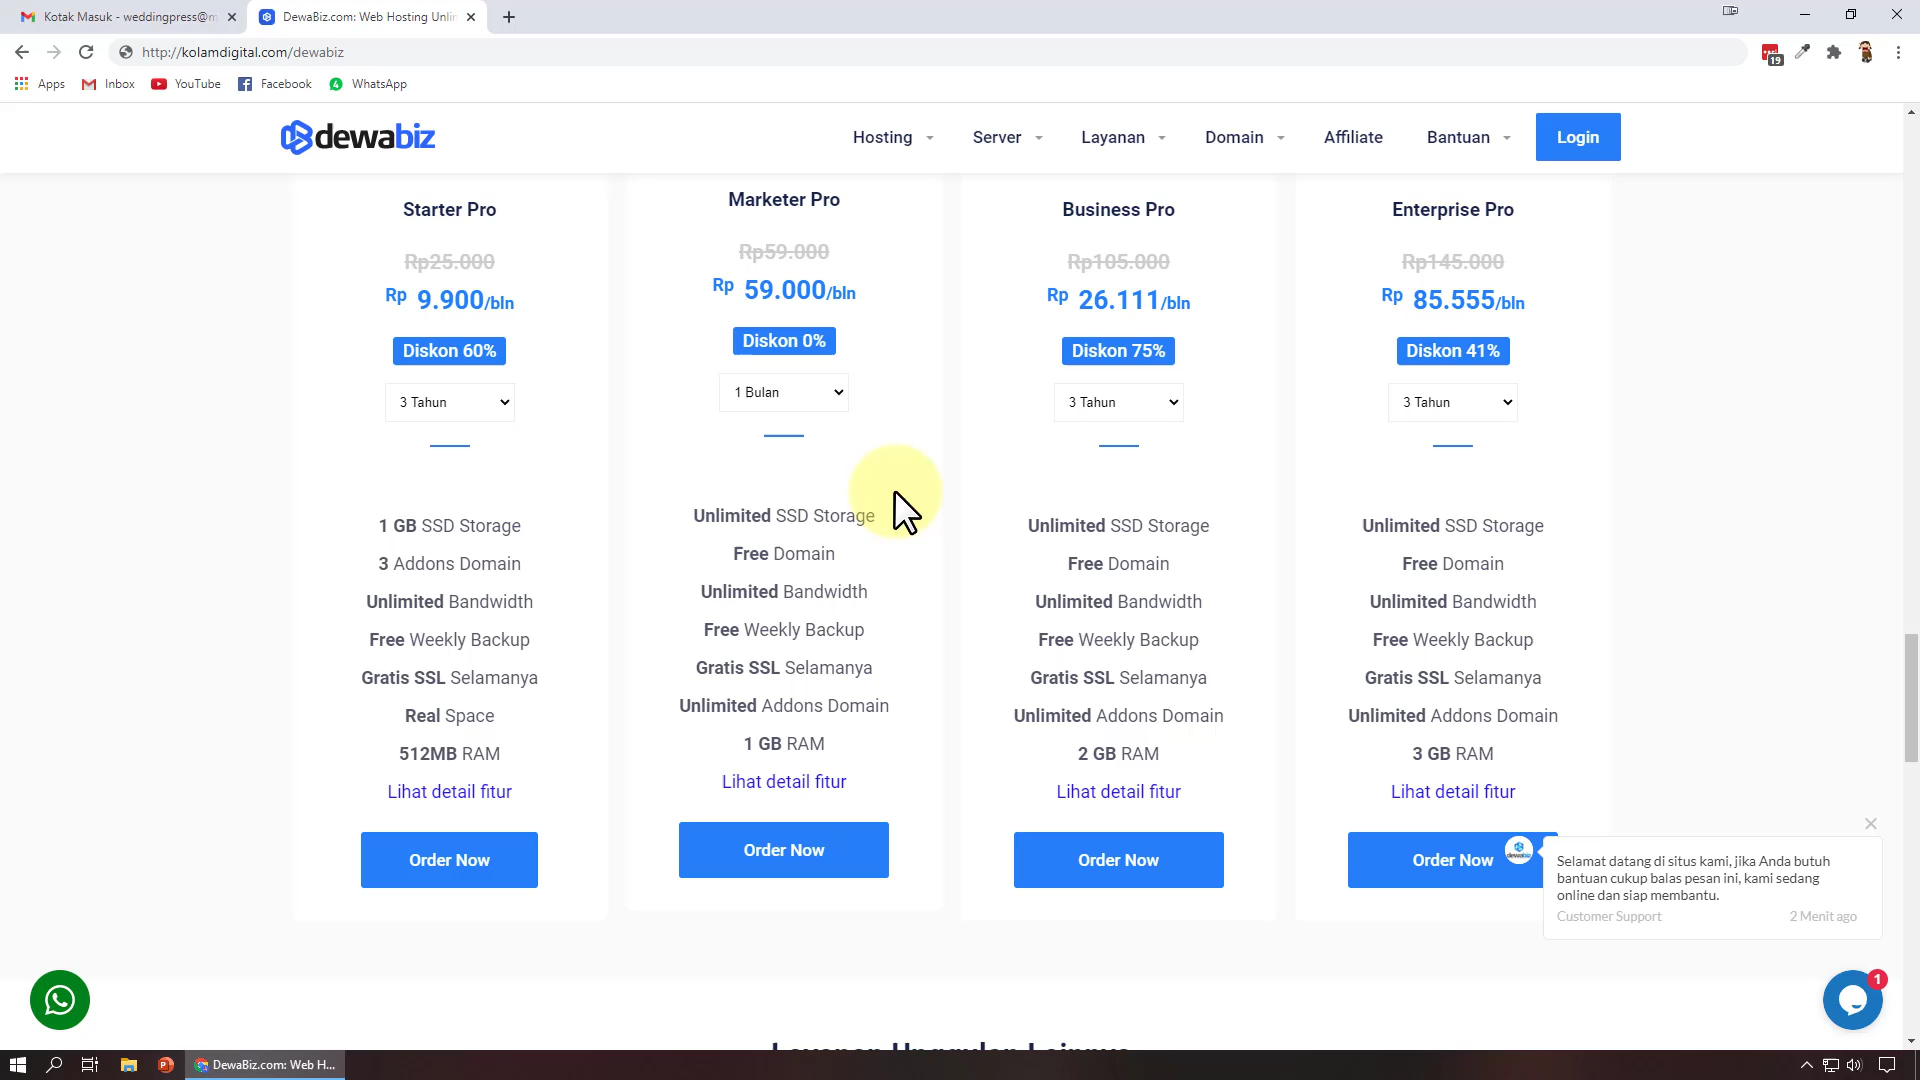 Kotak Masuk - weddingpress@m
DewaBiz.com: Web Hosting Unlin
http://kolamdigital.com/dewabiz
19
Apps
Inbox
YouTube
Facebook
WhatsApp
dewabiz
Hosting
Server
Layanan
Domain
Affiliate
Bantuan
Login
Starter Pro
Rp25.000
Rp 9.900/bln
Diskon 60%
3 Tahun
1 GB SSD Storage
3 Addons Domain
Unlimited Bandwidth
Free Weekly Backup
Gratis SSL Selamanya
Real Space
512MB RAM
Lihat detail fitur
Order Now
Marketer Pro
Rp59.000
Rp 59.000/bln
Diskon 0%
1 Bulan
Unlimited SSD Storage
Free Domain
Unlimited Bandwidth
Free Weekly Backup
Gratis SSL Selamanya
Unlimited Addons Domain
1 GB RAM
Lihat detail fitur
Order Now
Business Pro
Rp105.000
Rp 26.111/bln
Diskon 75%
3 Tahun
Unlimited SSD Storage
Free Domain
Unlimited Bandwidth
Free Weekly Backup
Gratis SSL Selamanya
Unlimited Addons Domain
2 GB RAM
Lihat detail fitur
Order Now
Enterprise Pro
Rp145.000
Rp 85.555/bln
Diskon 41%
3 Tahun
Unlimited SSD Storage
Free Domain
Unlimited Bandwidth
Free Weekly Backup
Gratis SSL Selamanya
Unlimited Addons Domain
3 GB RAM
Lihat detail fitur
Order Now
Selamat datang di situs kami, jika Anda butuh
bantuan cukup balas pesan ini, kami sedang
online dan siap membantu.
Customer Support
2 Menit ago
1
Layanan Unggulan Lainnya
DewaBiz.com: Web H...